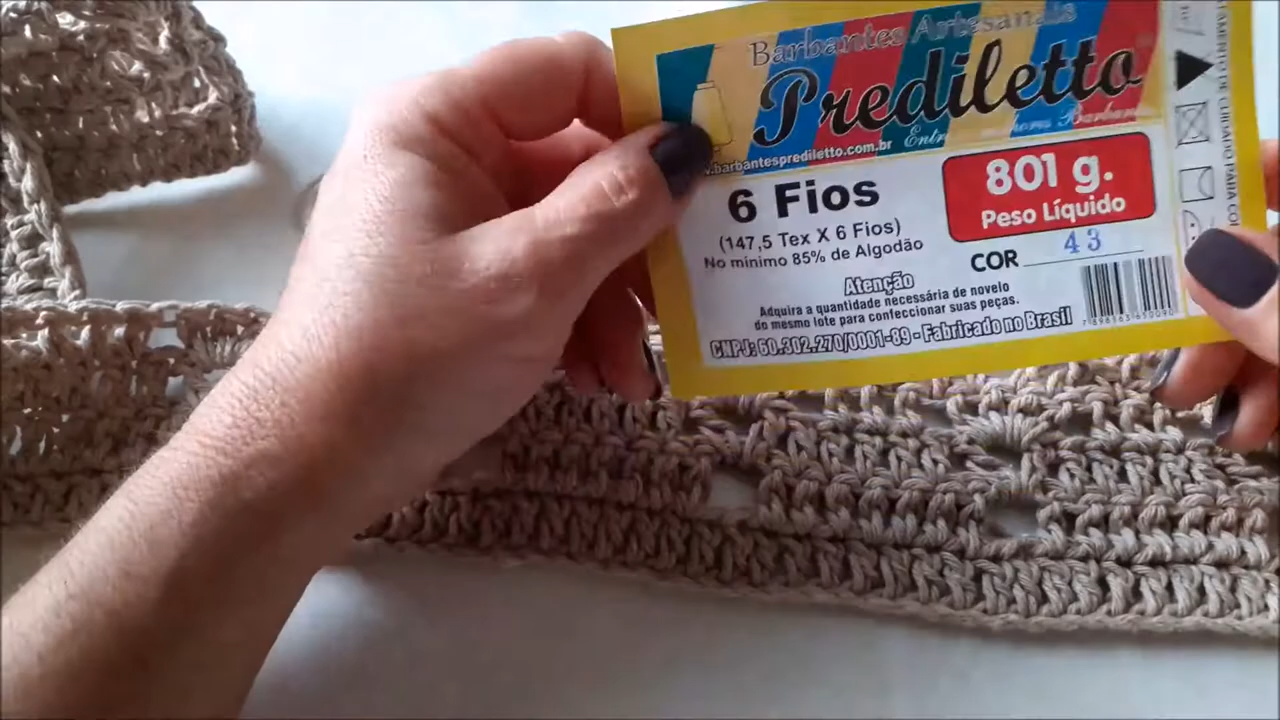 Barbantes Artesanais
Prediletto
.barbantesprediletto.com.br
6 Fios
(147,5 Tex X 6 Fios)
No mínimo 85% de Algodão
801 g.
Peso Líquido
COR 43
Atenção
Adquira a quantidade necessária de novelo
do mesmo lote para confeccionar suas peças.
CNPJ: 60.302.270/0001-89 - Fabricado no Brasil